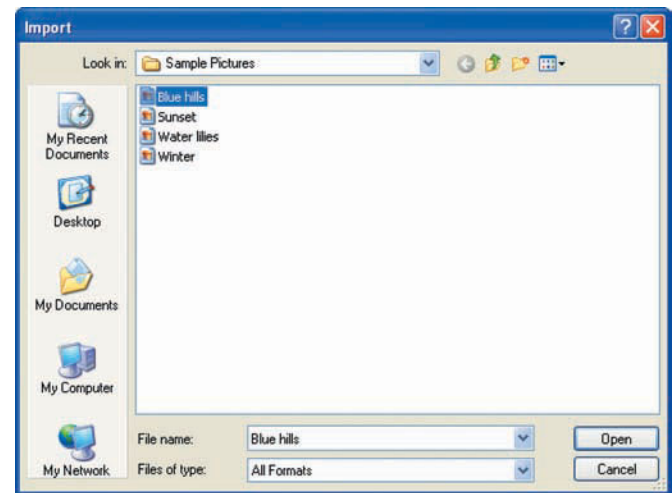 Import
Look in: Sample Pictures
Blue hills
Sunset
Water lilies
Winter
My Recent
Documents
Desktop
My Documents
My Computer
My Network
File name: Blue hills Open
Files of type: All Formats Cancel